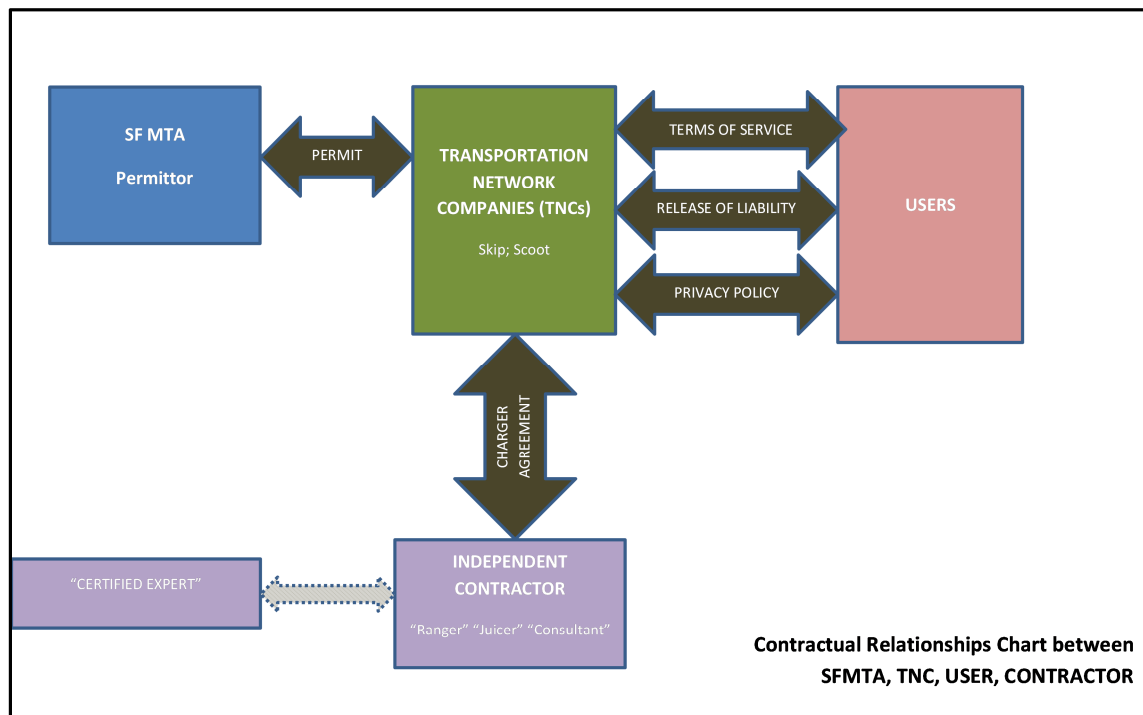 SF MTA
Permittor
PERMIT
TRANSPORTATION
NETWORK
COMPANIES (TNCs)
Skip; Scoot
TERMS OF SERVICE
RELEASE OF LIABILITY
PRIVACY POLICY
USERS
CHARGER
AGREEMENT
"CERTIFIED EXPERT"
INDEPENDENT
CONTRACTOR
“Ranger” “Juicer” “Consultant”
Contractual Relationships Chart between
SFMTA, TNC, USER, CONTRACTOR